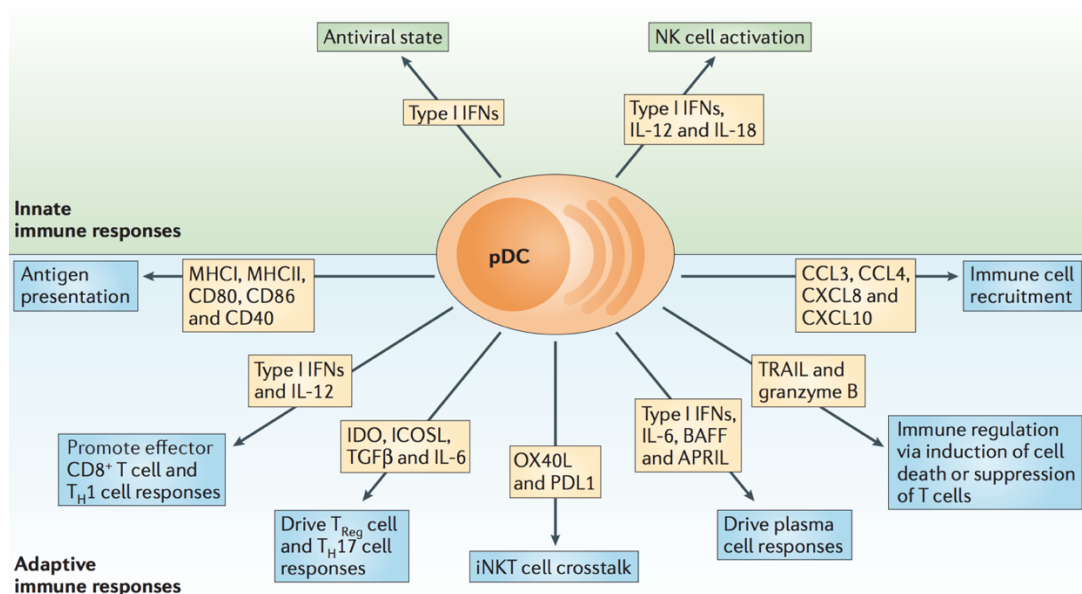 Antiviral state
NK cell activation
Type I IFNs
Type I IFNs,
IL-12 and IL-18
Innate
immune responses
pDC
Antigen
presentation
MHCI, MHCII,
CD80, CD86
and CD40
CCL3, CCL4,
CXCL8 and
CXCL10
Immune cell
recruitment
Type I IFNs
and IL-12
TRAIL and
granzyme B
IDO, ICOSL,
TGFβ and IL-6
OX40L
and PDL1
Type I IFNs,
IL-6, BAFF
and APRIL
Promote effector
CD8⁺ T cell and
T_H1 cell responses
Immune regulation
via induction of cell
death or suppression
of T cells
Drive T_Reg cell
and T_H17 cell
responses
iNKT cell crosstalk
Drive plasma
cell responses
Adaptive
immune responses